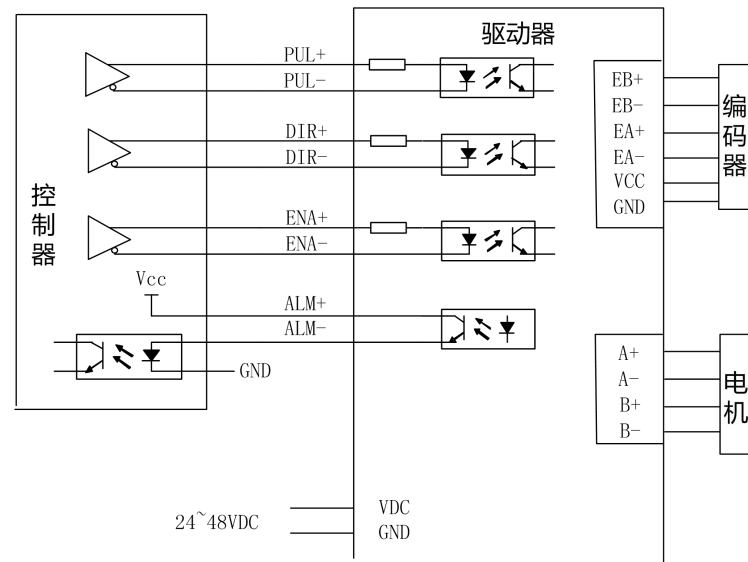 驱动器
控制器
PUL+
PUL-
DIR+
DIR-
ENA+
ENA-
Vcc
ALM+
ALM-
GND
EB+
EB-
EA+
EA-
VCC
GND
编码器
A+
A-
B+
B-
电机
24~48VDC
VDC
GND